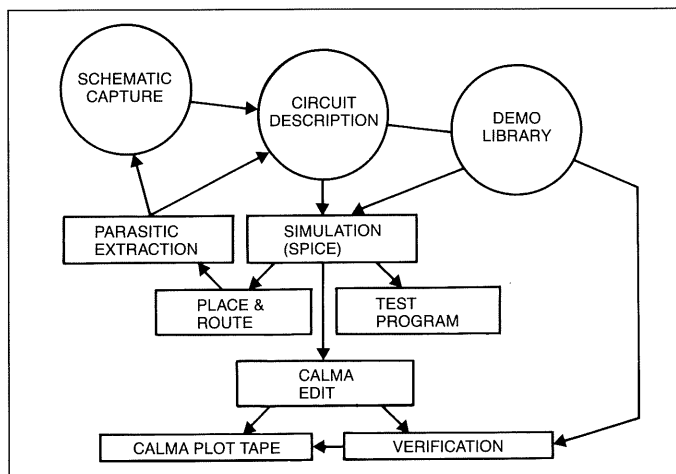 SCHEMATIC
CAPTURE
CIRCUIT
DESCRIPTION
DEMO
LIBRARY
PARASITIC
EXTRACTION
SIMULATION
(SPICE)
PLACE &
ROUTE
TEST
PROGRAM
CALMA
EDIT
CALMA PLOT TAPE
VERIFICATION